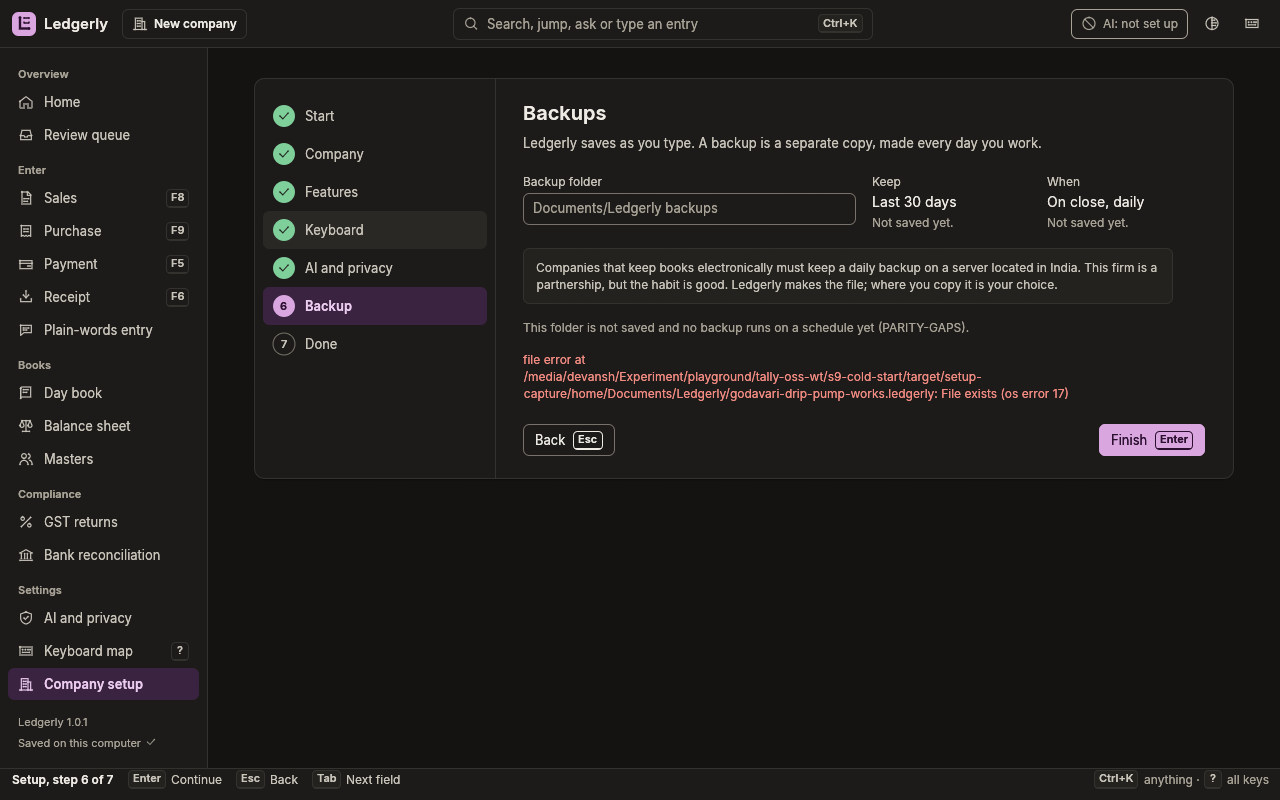 Ledgerly
New company
Search, jump, ask or type an entry
Ctrl+K
AI: not set up
Overview
Home
Review queue
Enter
Sales F8
Purchase F9
Payment F5
Receipt F6
Plain-words entry
Books
Day book
Balance sheet
Masters
Compliance
GST returns
Bank reconciliation
Settings
AI and privacy
Keyboard map ?
Company setup
Ledgerly 1.0.1
Saved on this computer
Start
Company
Features
Keyboard
AI and privacy
6 Backup
7 Done
Backups
Ledgerly saves as you type. A backup is a separate copy, made every day you work.
Backup folder
Documents/Ledgerly backups
Keep
Last 30 days
Not saved yet.
When
On close, daily
Not saved yet.
Companies that keep books electronically must keep a daily backup on a server located in India. This firm is a
partnership, but the habit is good. Ledgerly makes the file; where you copy it is your choice.
This folder is not saved and no backup runs on a schedule yet (PARITY-GAPS).
file error at
/media/devansh/Experiment/playground/tally-oss-wt/s9-cold-start/target/setup-
capture/home/Documents/Ledgerly/godavari-drip-pump-works.ledgerly: File exists (os error 17)
Back Esc
Finish Enter
Setup, step 6 of 7 Enter Continue Esc Back Tab Next field
Ctrl+K anything · ? all keys